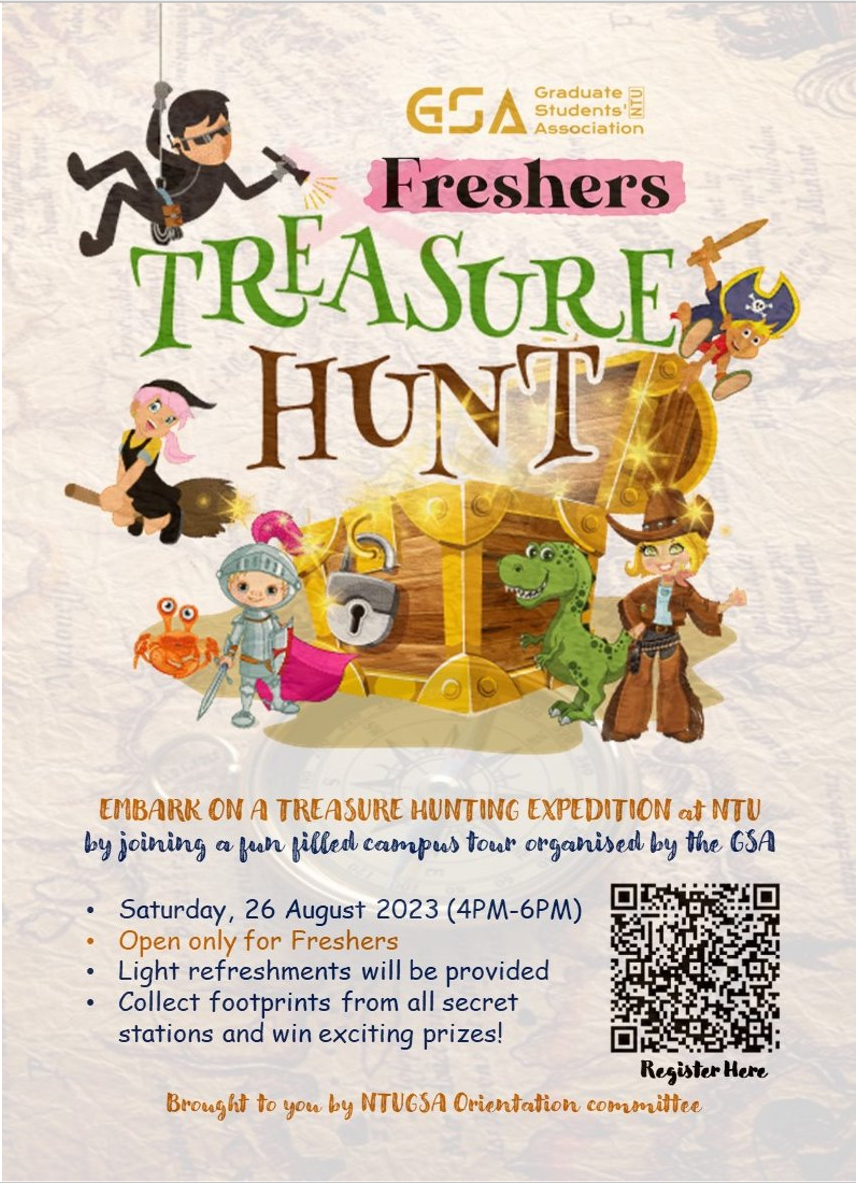 GSA
Graduate
Students'
Association
NTU
Freshers
TREASURE
HUNT
EMBARK ON A TREASURE HUNTING EXPEDITION at NTU
by joining a fun filled campus tour organised by the GSA
• Saturday, 26 August 2023 (4PM-6PM)
• Open only for Freshers
• Light refreshments will be provided
• Collect footprints from all secret
stations and win exciting prizes!
Register Here
Brought to you by NTUGSA Orientation committee